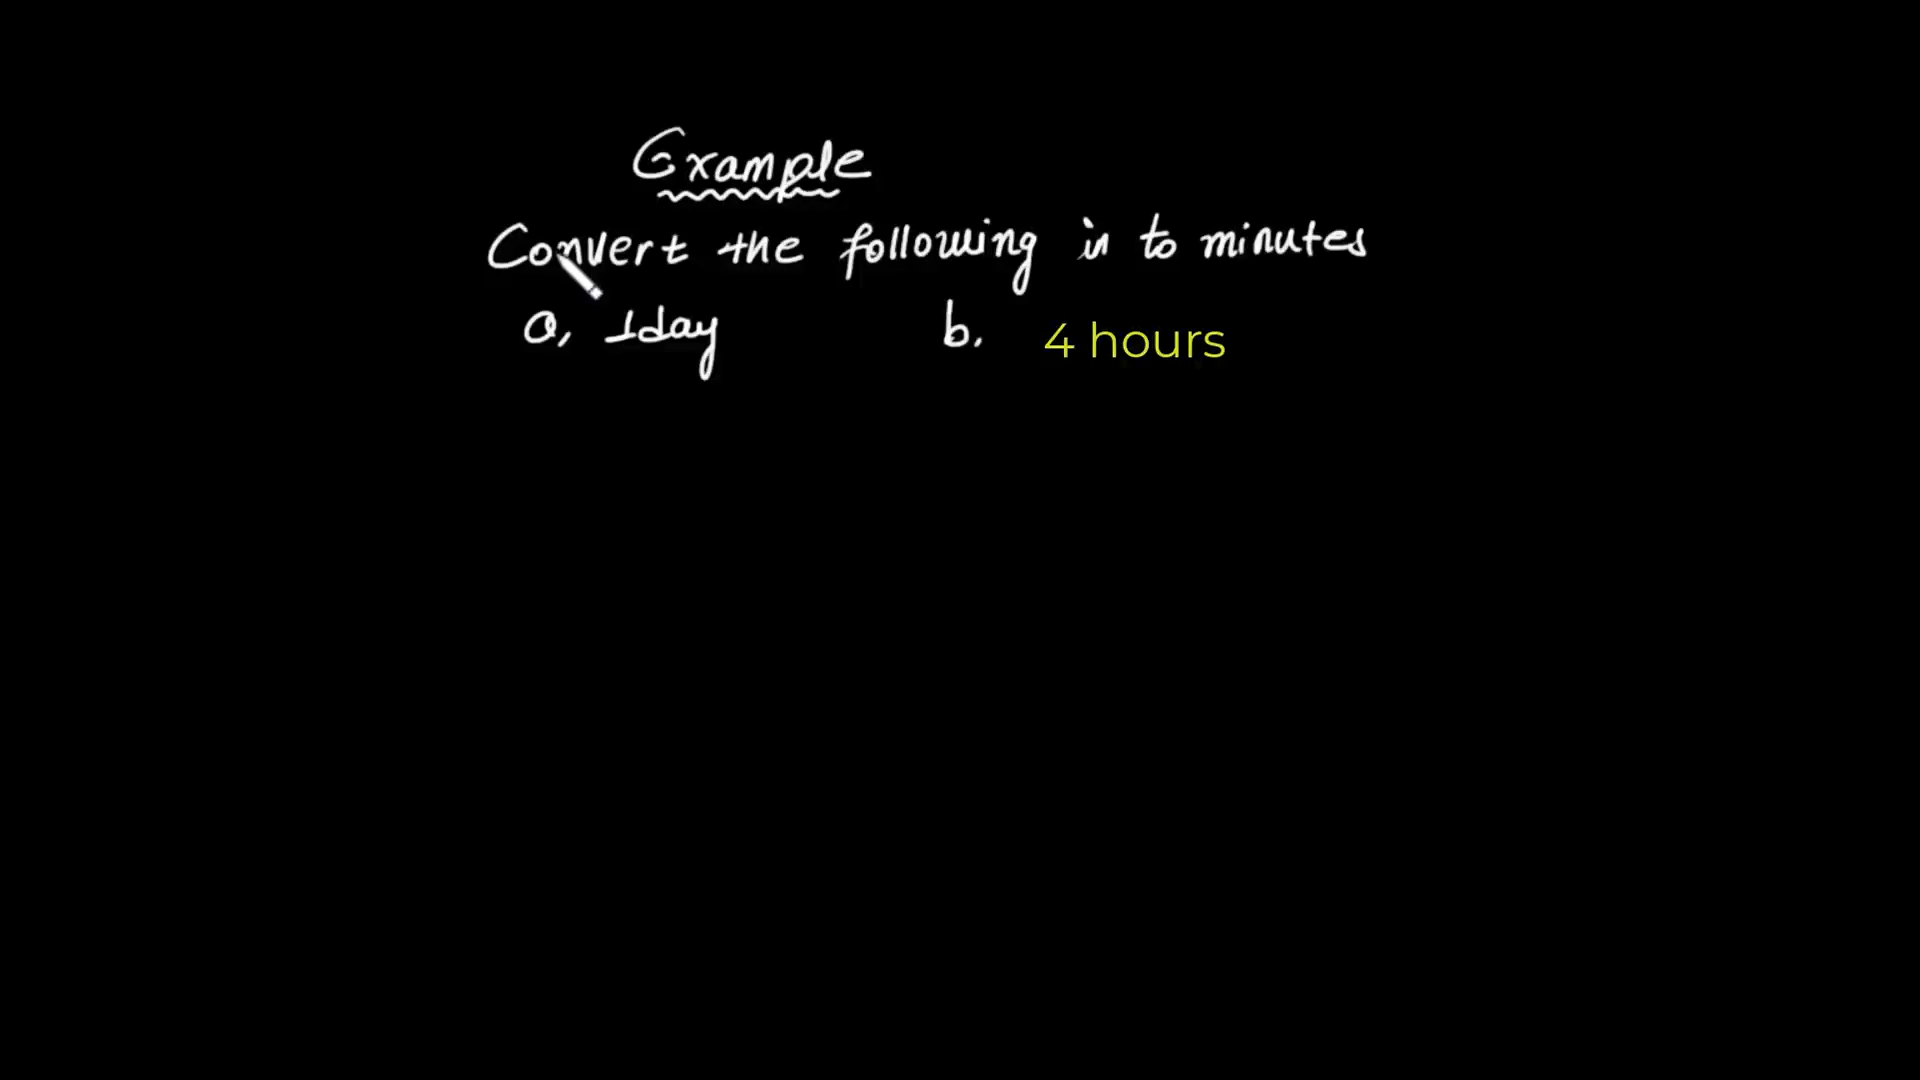 Example
Convert the following in to minutes
a, 1day b. 4 hours